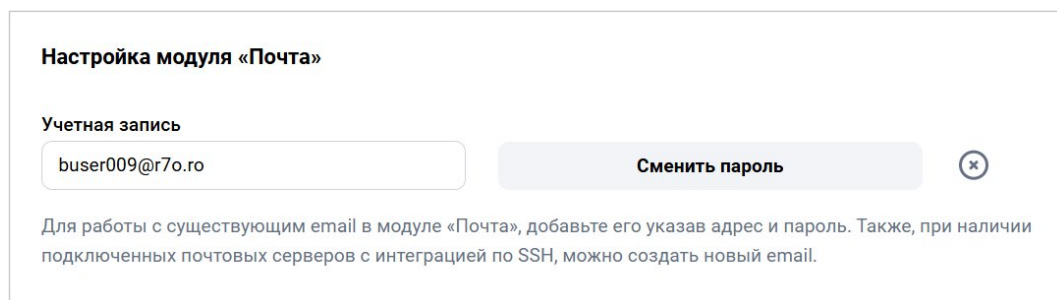 Настройка модуля «Почта»
Учетная запись
buser009@r7o.ro
Сменить пароль
Для работы с существующим email в модуле «Почта», добавьте его указав адрес и пароль. Также, при наличии
подключенных почтовых серверов с интеграцией по SSH, можно создать новый email.